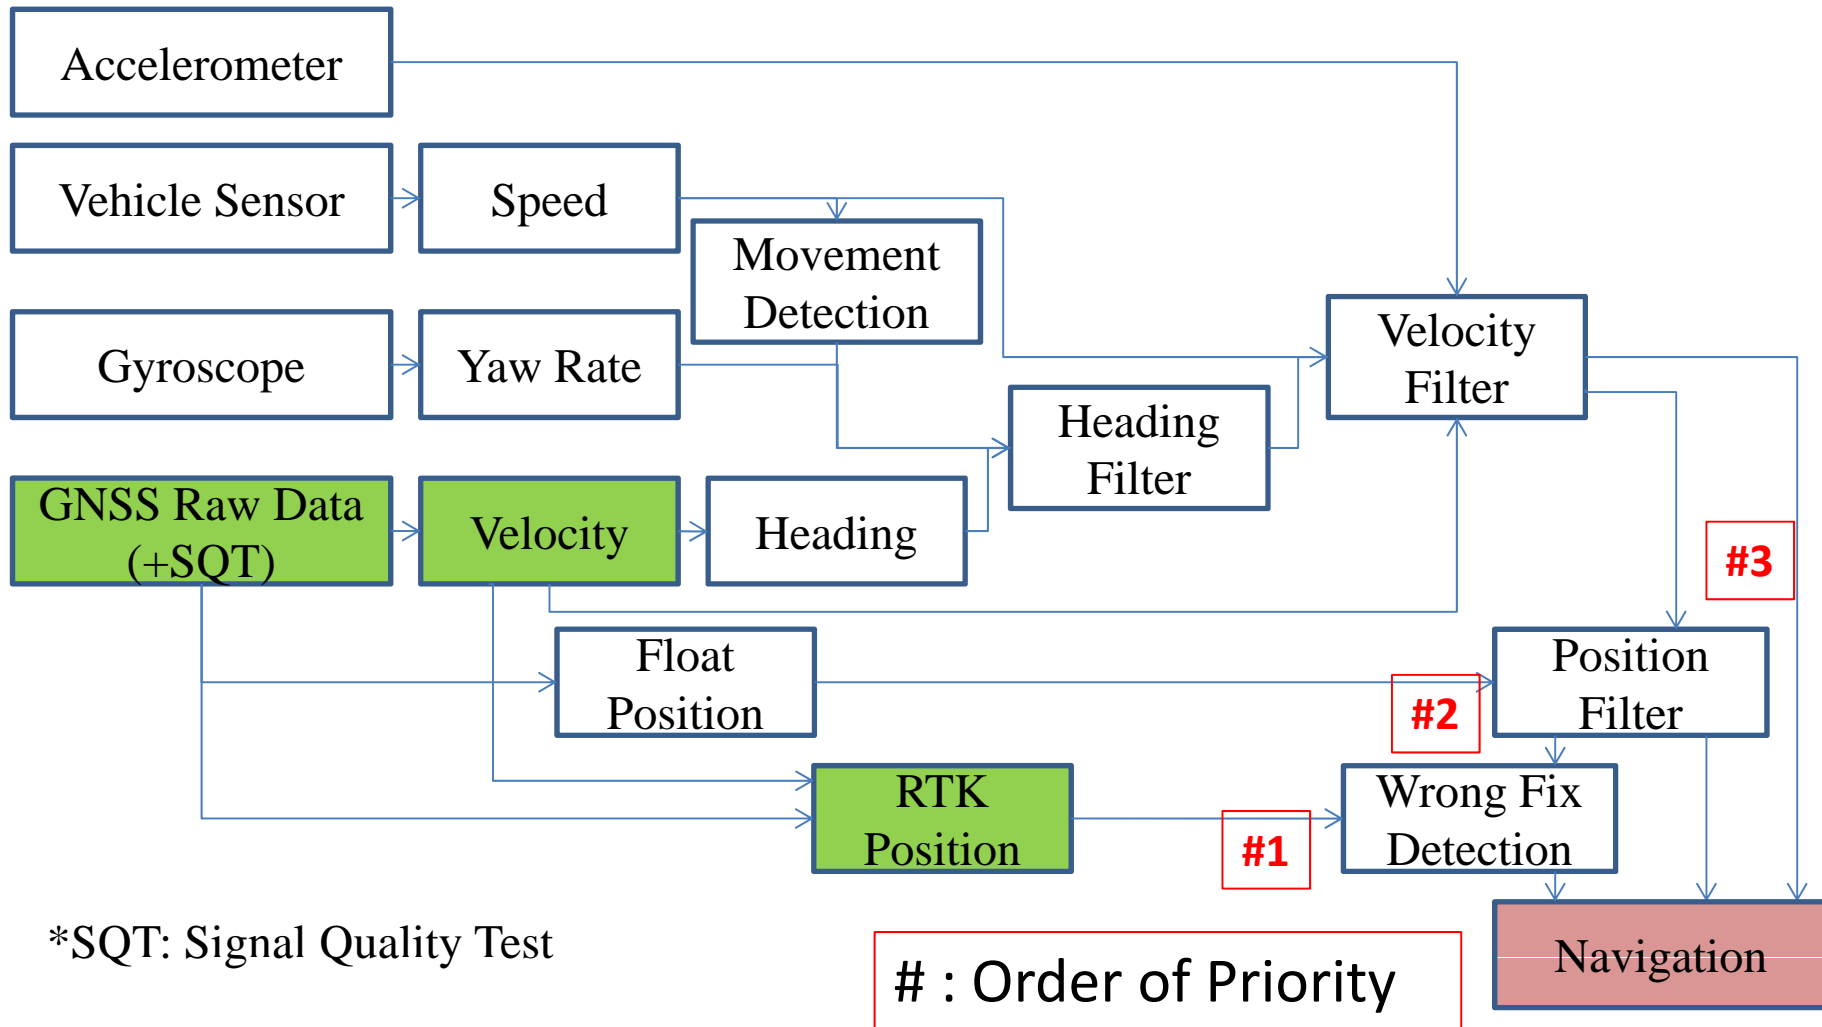 Accelerometer
Vehicle Sensor
Speed
Movement
Detection
Gyroscope
Yaw Rate
Velocity
Filter
Heading
Filter
GNSS Raw Data
(+SQT)
Velocity
Heading
#3
Float
Position
#2
Position
Filter
RTK
Position
#1
Wrong Fix
Detection
*SQT: Signal Quality Test
# : Order of Priority
Navigation